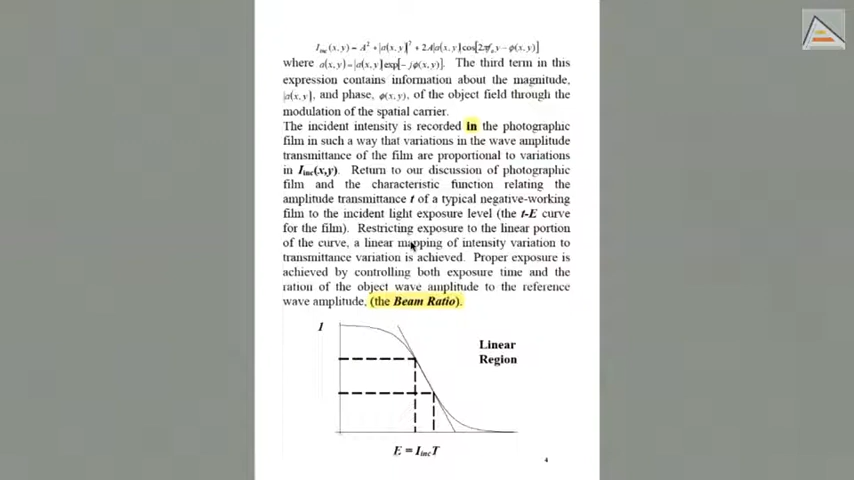 I_inc (x, y) = A² + |a(x, y)|² + 2A|a(x, y)|cos[2πf_o y − φ(x, y)]
where a(x, y) = |a(x, y)|exp[− jφ(x, y)]. The third term in this
expression contains information about the magnitude,
|a(x, y)|, and phase, φ(x, y), of the object field through the
modulation of the spatial carrier.
The incident intensity is recorded in the photographic
film in such a way that variations in the wave amplitude
transmittance of the film are proportional to variations
in I_inc(x,y). Return to our discussion of photographic
film and the characteristic function relating the
amplitude transmittance t of a typical negative-working
film to the incident light exposure level (the t-E curve
for the film). Restricting exposure to the linear portion
of the curve, a linear mapping of intensity variation to
transmittance variation is achieved. Proper exposure is
achieved by controlling both exposure time and the
ration of the object wave amplitude to the reference
wave amplitude, (the Beam Ratio).
1
Linear
Region
E = I_inc T
4